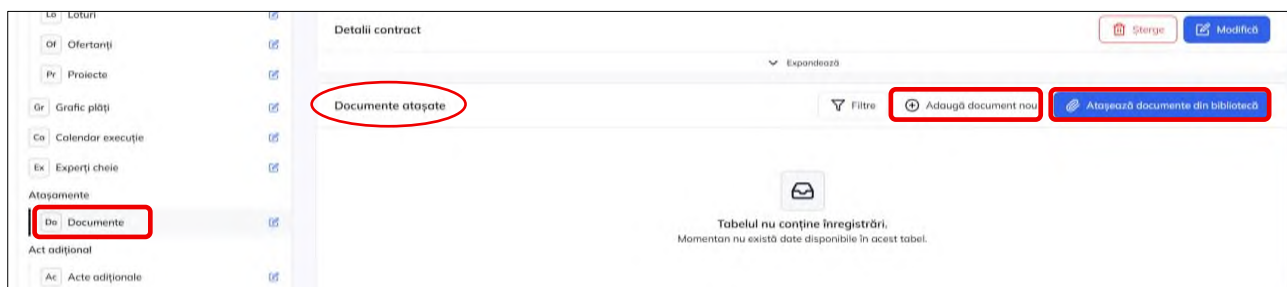 Lo Loturi
Of Ofertanți
Pr Proiecte
Gr Grafic plăți
Ca Calendar execuție
Ex Experți cheie
Atașamente
Do Documente
Act adițional
Ac Acte adiționale
Detalii contract
Șterge
Modifică
Expandează
Documente atașate
Filtre
Adaugă document nou
Atașează documente din bibliotecă
Tabelul nu conține înregistrări.
Momentan nu există date disponibile în acest tabel.